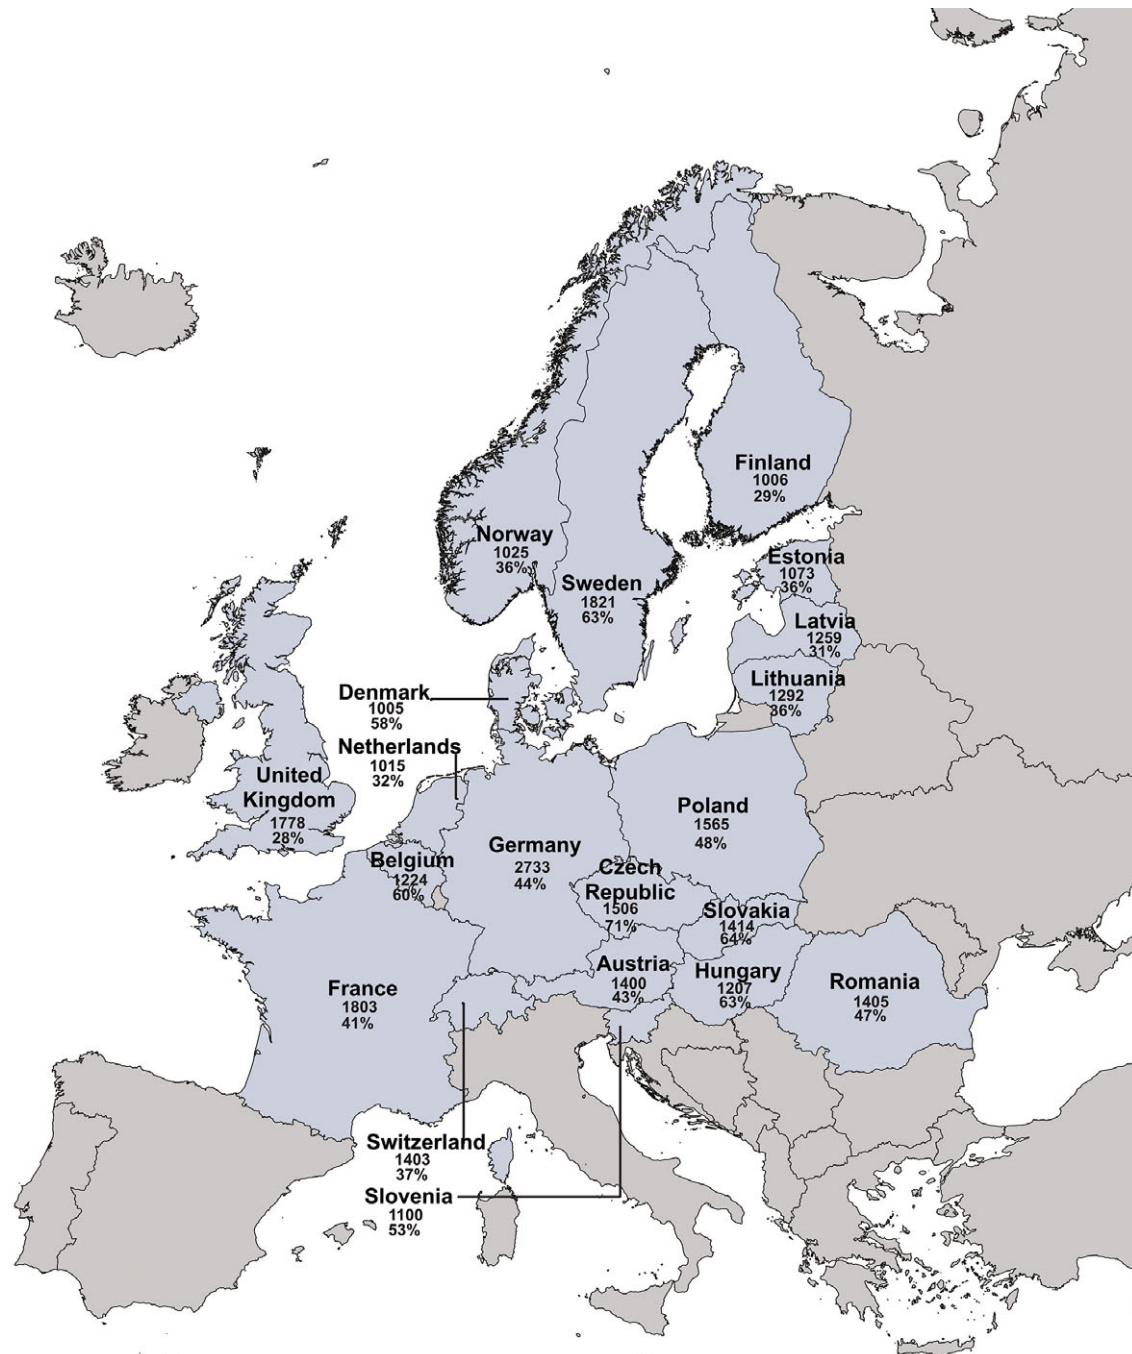 Finland
1006
29%
Norway
1025
36%
Estonia
1073
36%
Sweden
1821
63%
Latvia
1259
31%
Lithuania
1292
36%
Denmark
1005
58%
Netherlands
1015
32%
United
Kingdom
1778
28%
Poland
1565
48%
Germany
2733
44%
Belgium
1224
60%
Czech
Republic
1506
71%
Slovakia
1414
64%
Austria
1400
43%
Hungary
1207
63%
Romania
1405
47%
France
1803
41%
Switzerland
1403
37%
Slovenia
1100
53%